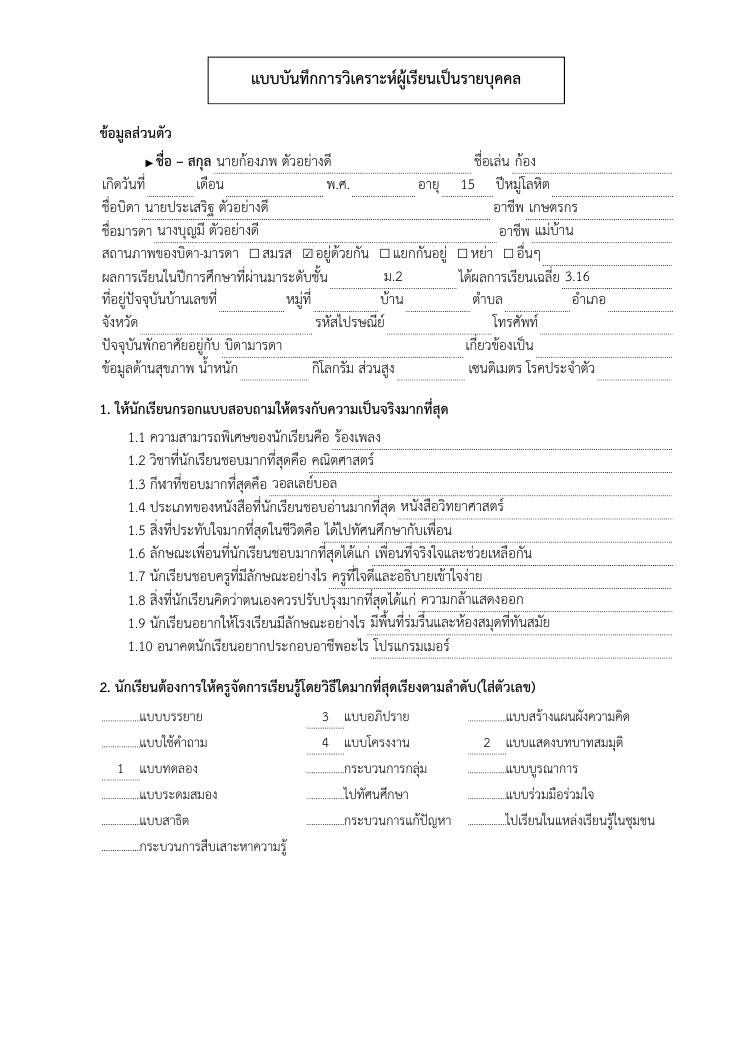 แบบบันทึกการวิเคราะห์ผู้เรียนเป็นรายบุคคล
ข้อมูลส่วนตัว
▶ ชื่อ – สกุล นายก้องภพ ตัวอย่างดี ชื่อเล่น ก้อง
เกิดวันที่ เดือน พ.ศ. อายุ 15 ปีหมู่โลหิต
ชื่อบิดา นายประเสริฐ ตัวอย่างดี อาชีพ เกษตรกร
ชื่อมารดา นางบุญมี ตัวอย่างดี อาชีพ แม่บ้าน
สถานภาพของบิดา-มารดา ☐ สมรส ☑ อยู่ด้วยกัน ☐ แยกกันอยู่ ☐ หย่า ☐ อื่นๆ
ผลการเรียนในปีการศึกษาที่ผ่านมาระดับชั้น ม.2 ได้ผลการเรียนเฉลี่ย 3.16
ที่อยู่ปัจจุบันบ้านเลขที่ หมู่ที่ บ้าน ตำบล อำเภอ
จังหวัด รหัสไปรษณีย์ โทรศัพท์
ปัจจุบันพักอาศัยอยู่กับ บิดามารดา เกี่ยวข้องเป็น
ข้อมูลด้านสุขภาพ น้ำหนัก กิโลกรัม ส่วนสูง เซนติเมตร โรคประจำตัว
1. ให้นักเรียนกรอกแบบสอบถามให้ตรงกับความเป็นจริงมากที่สุด
1.1 ความสามารถพิเศษของนักเรียนคือ ร้องเพลง
1.2 วิชาที่นักเรียนชอบมากที่สุดคือ คณิตศาสตร์
1.3 กีฬาที่ชอบมากที่สุดคือ วอลเลย์บอล
1.4 ประเภทของหนังสือที่นักเรียนชอบอ่านมากที่สุด หนังสือวิทยาศาสตร์
1.5 สิ่งที่ประทับใจมากที่สุดในชีวิตคือ ได้ไปทัศนศึกษากับเพื่อน
1.6 ลักษณะเพื่อนที่นักเรียนชอบมากที่สุดได้แก่ เพื่อนที่จริงใจและช่วยเหลือกัน
1.7 นักเรียนชอบครูที่มีลักษณะอย่างไร ครูที่ใจดีและอธิบายเข้าใจง่าย
1.8 สิ่งที่นักเรียนคิดว่าตนเองควรปรับปรุงมากที่สุดได้แก่ ความกล้าแสดงออก
1.9 นักเรียนอยากให้โรงเรียนมีลักษณะอย่างไร มีพื้นที่ร่มรื่นและห้องสมุดที่ทันสมัย
1.10 อนาคตนักเรียนอยากประกอบอาชีพอะไร โปรแกรมเมอร์
2. นักเรียนต้องการให้ครูจัดการเรียนรู้โดยวิธีใดมากที่สุดเรียงตามลำดับ(ใส่ตัวเลข)
แบบบรรยาย 3 แบบอภิปราย แบบสร้างแผนผังความคิด
แบบใช้คำถาม 4 แบบโครงงาน 2 แบบแสดงบทบาทสมมุติ
1 แบบทดลอง กระบวนการกลุ่ม แบบบูรณาการ
แบบระดมสมอง ไปทัศนศึกษา แบบร่วมมือร่วมใจ
แบบสาธิต กระบวนการแก้ปัญหา ไปเรียนในแหล่งเรียนรู้ในชุมชน
กระบวนการสืบเสาะหาความรู้